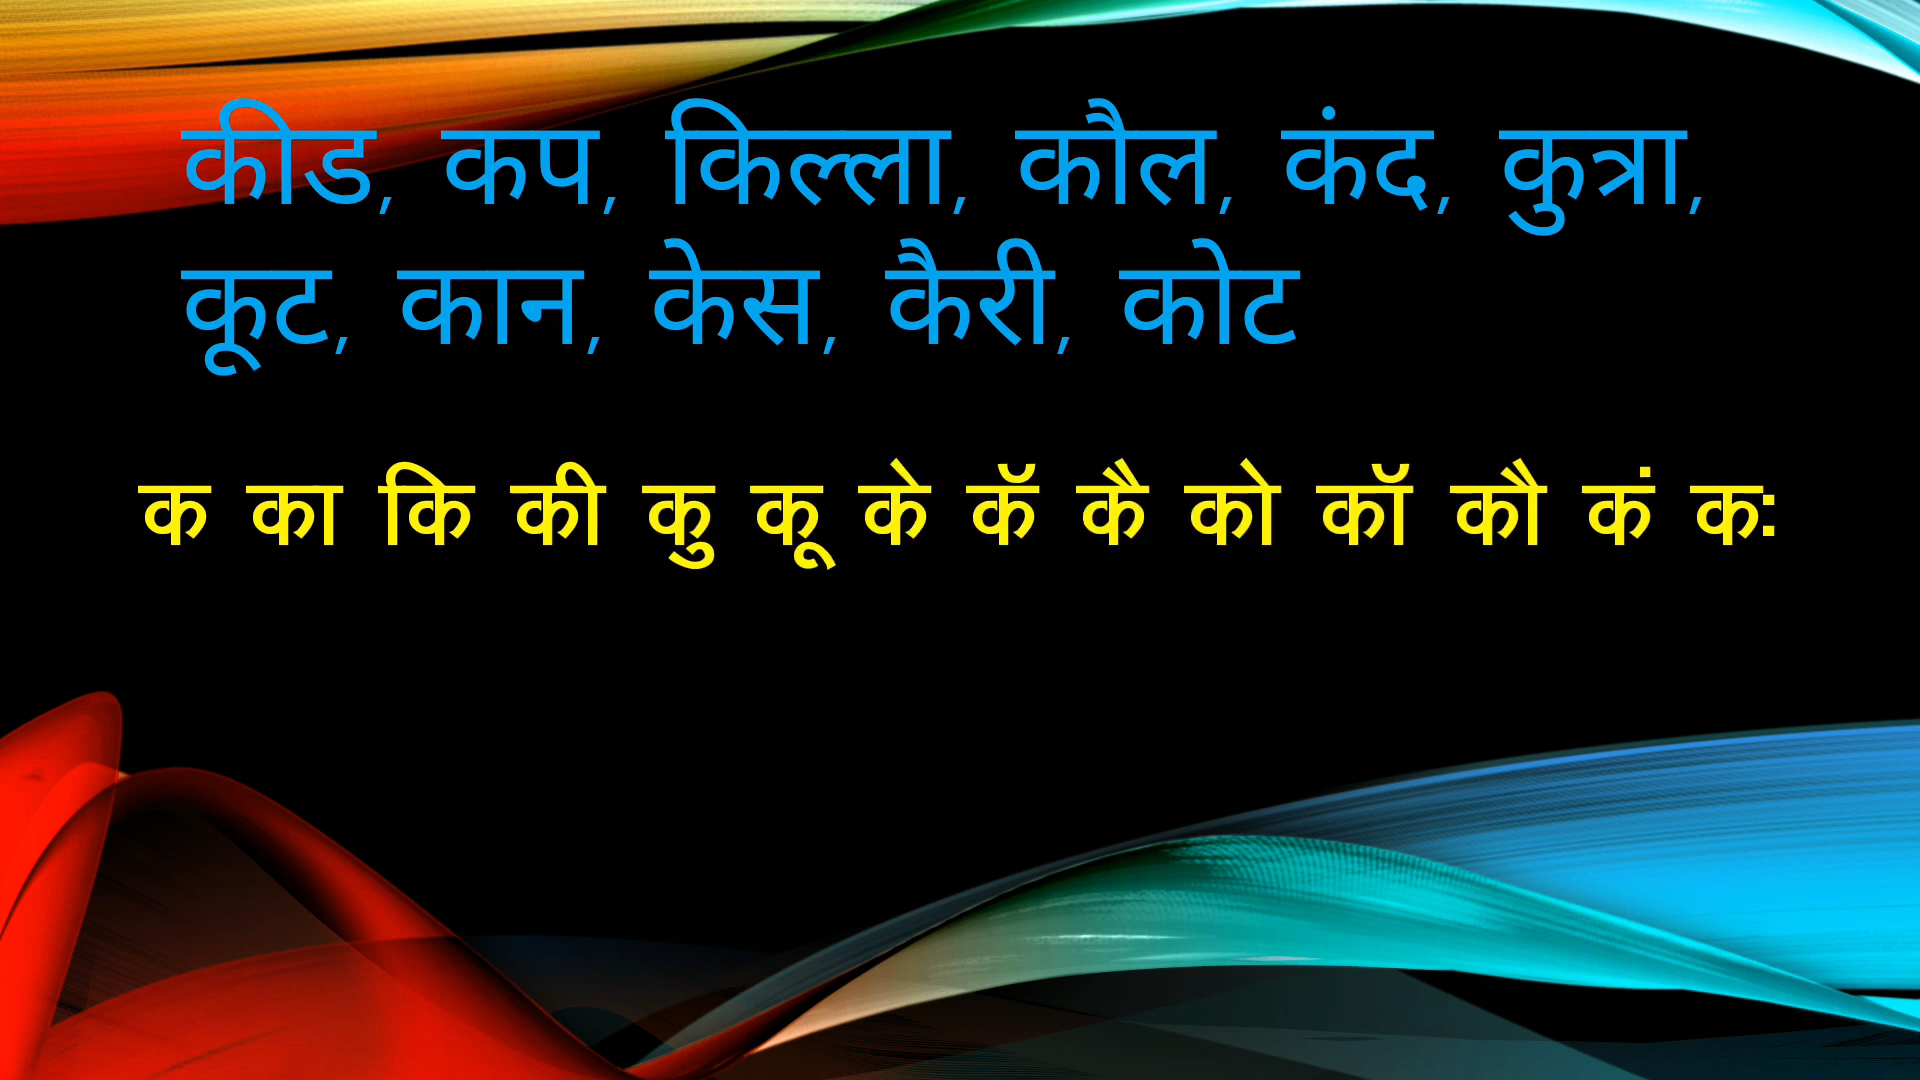 कीड, कप, किल्ला, कौल, कंद, कुत्रा,
कूट, कान, केस, कैरी, कोट
क का कि की कु कू के कॅ कै को कॉ कौ कं कः